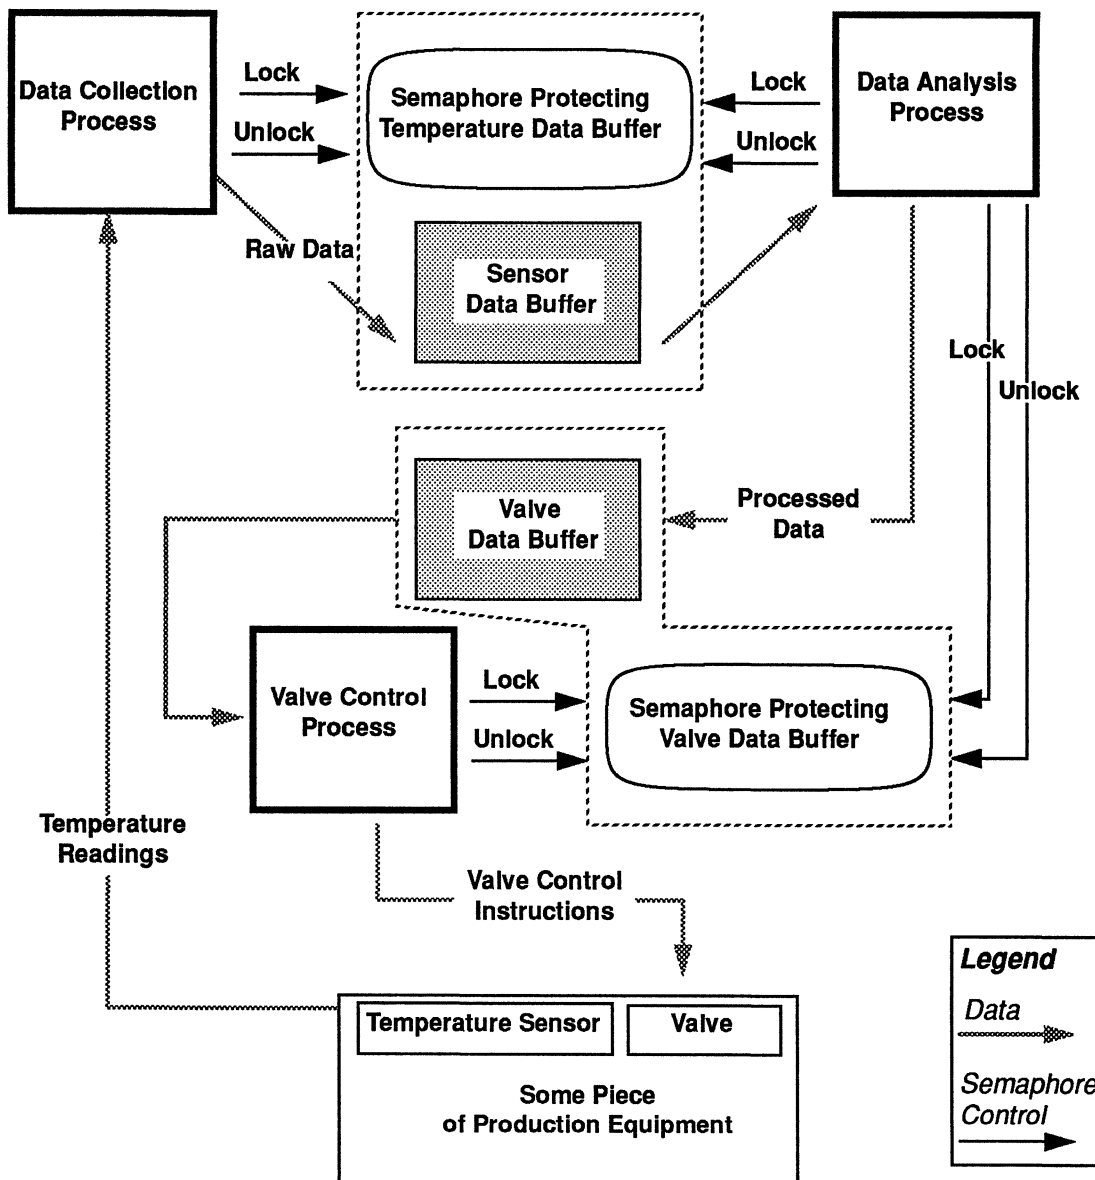 Data Collection
Process
Lock
Unlock
Semaphore Protecting
Temperature Data Buffer
Lock
Unlock
Data Analysis
Process
Raw Data
Sensor
Data Buffer
Lock
Unlock
Valve
Data Buffer
Processed
Data
Valve Control
Process
Lock
Unlock
Semaphore Protecting
Valve Data Buffer
Temperature
Readings
Valve Control
Instructions
Temperature Sensor
Valve
Some Piece
of Production Equipment
Legend
Data
Semaphore
Control